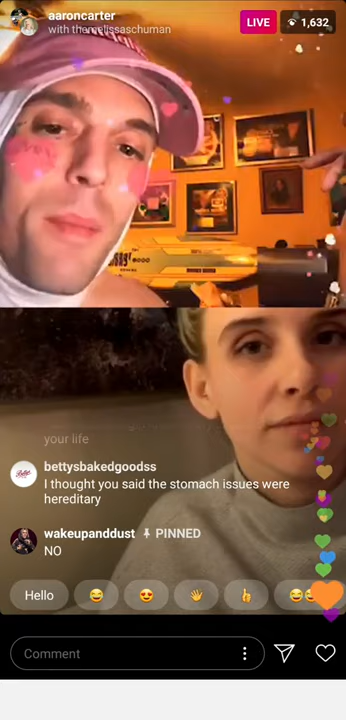 aaroncarter
with themelissaschuman
LIVE
1,632
your life
bettysbakedgoodss
I thought you said the stomach issues were
hereditary
wakeupanddust PINNED
NO
Hello
Comment